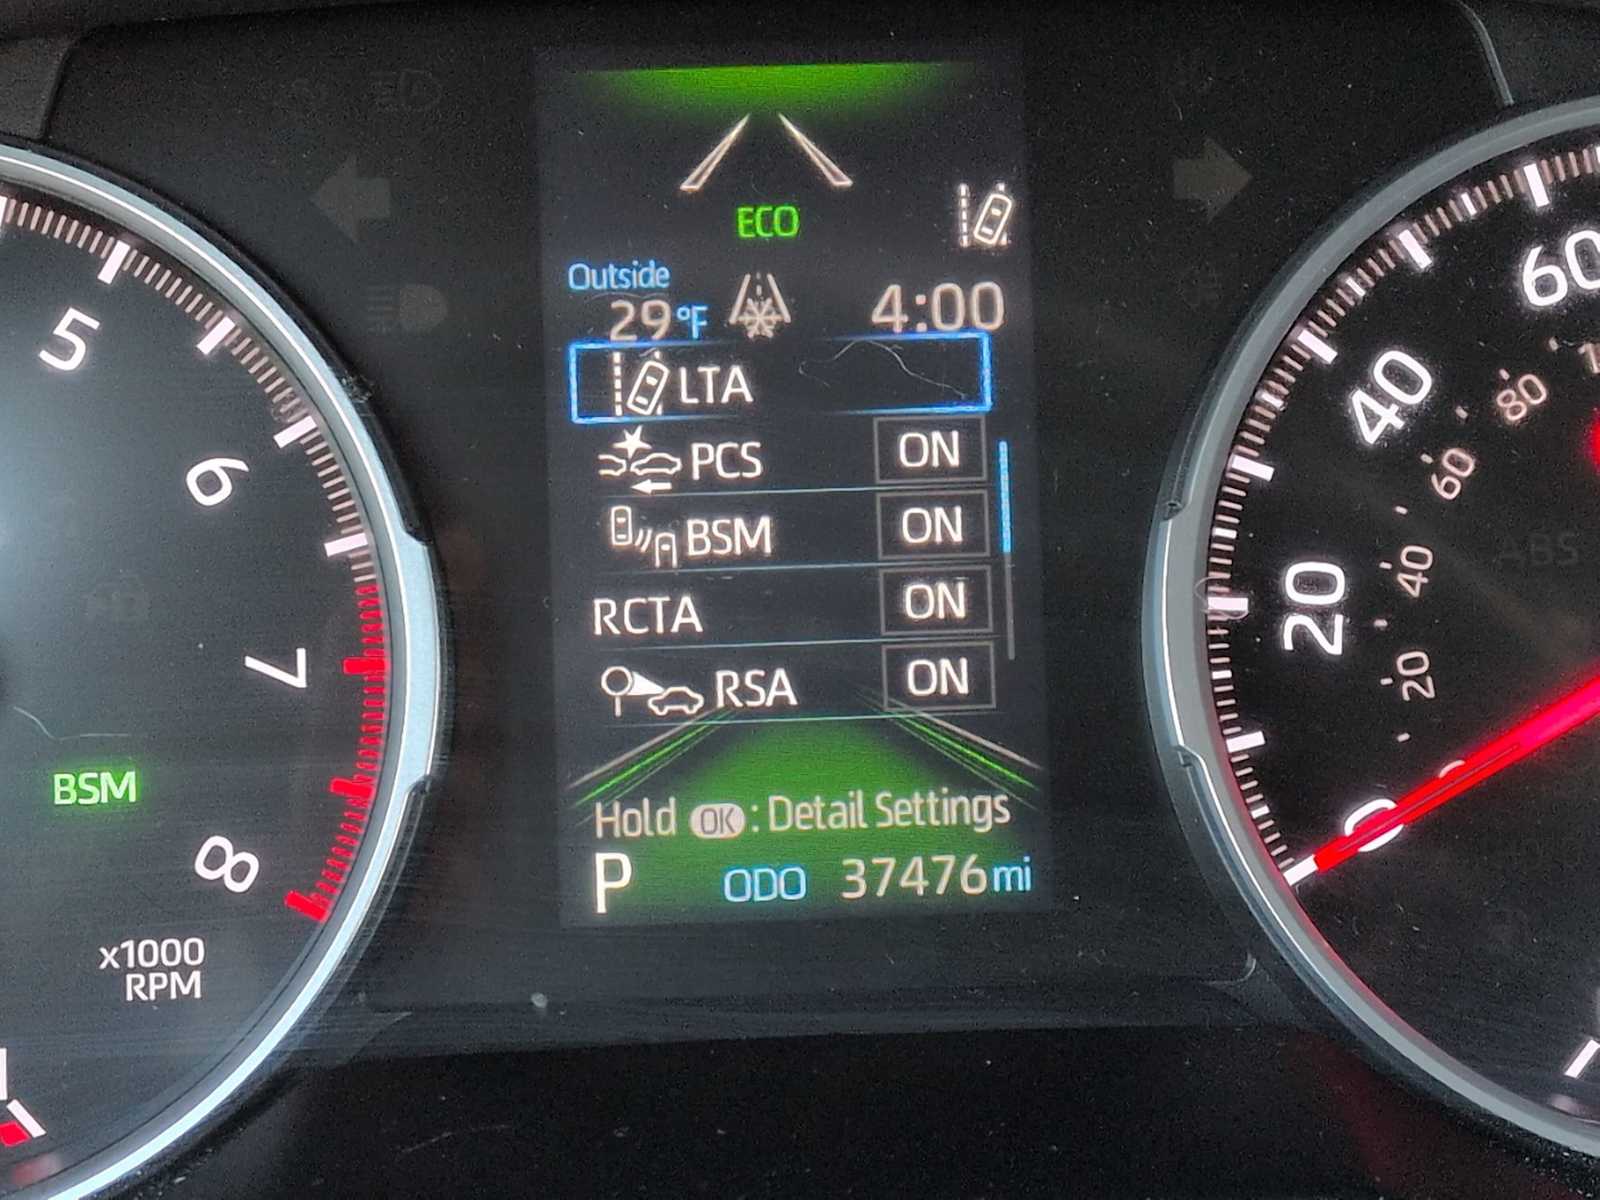 ECO
Outside
29°F 4:00
LTA
PCS ON
BSM ON
RCTA ON
RSA ON
Hold OK : Detail Settings
P ODO 37476 mi
5
6
7
8
x1000
RPM
BSM
60
40
20
0
80
60
40
20
ABS